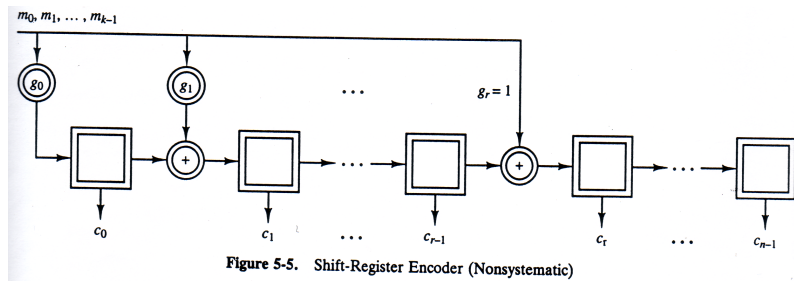 m₀, m₁, ... , mₖ₋₁
g₀
g₁
...
gᵣ = 1
+
...
+
...
c₀
c₁
...
cᵣ₋₁
cᵣ
...
cₙ₋₁
Figure 5-5. Shift-Register Encoder (Nonsystematic)